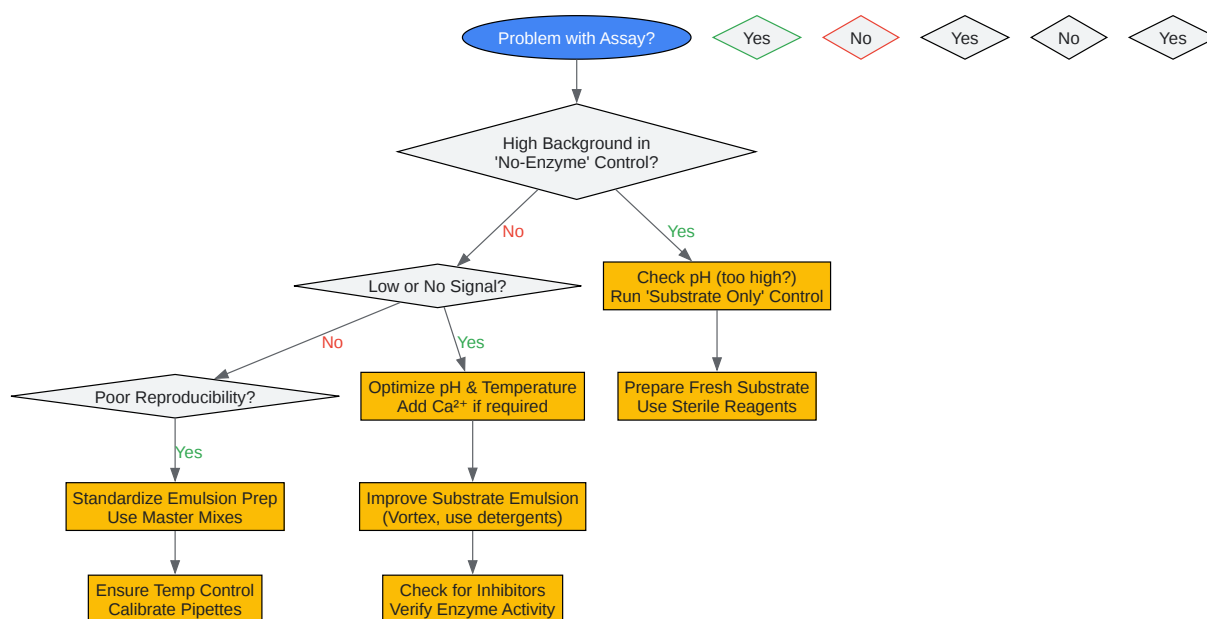 Problem with Assay?
Yes
No
Yes
No
Yes
High Background in
'No-Enzyme' Control?
No
Yes
Low or No Signal?
Check pH (too high?)
Run 'Substrate Only' Control
No
Yes
Poor Reproducibility?
Optimize pH & Temperature
Add Ca²⁺ if required
Prepare Fresh Substrate
Use Sterile Reagents
Yes
Standardize Emulsion Prep
Use Master Mixes
Improve Substrate Emulsion
(Vortex, use detergents)
Ensure Temp Control
Calibrate Pipettes
Check for Inhibitors
Verify Enzyme Activity